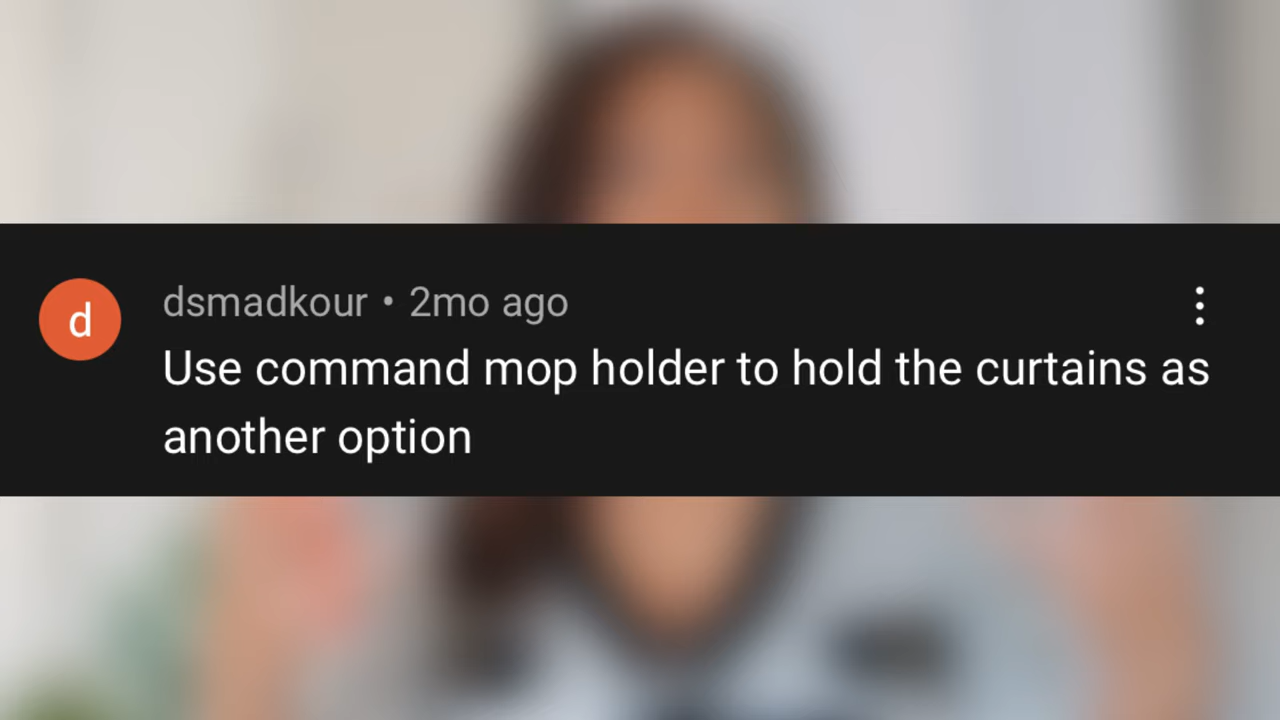 d
dsmadkour • 2mo ago
Use command mop holder to hold the curtains as
another option